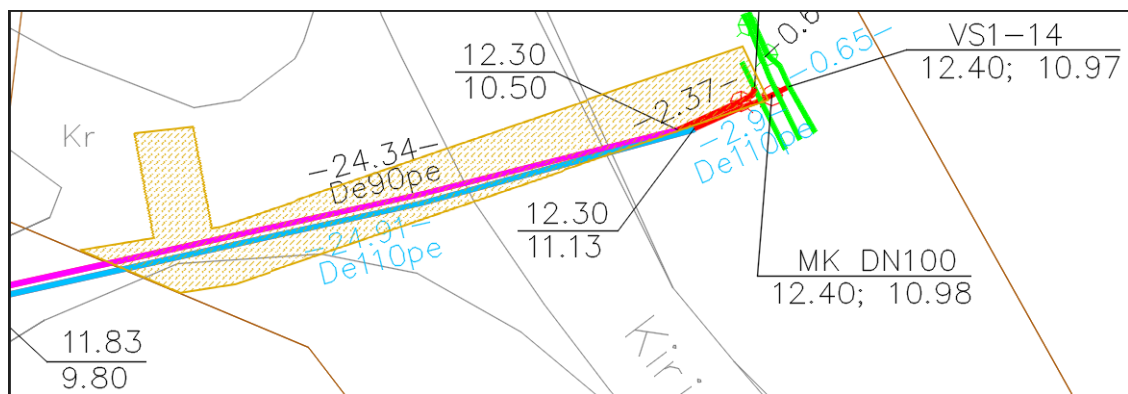 VS1-14
12.40; 10.97
-0.65-
12.30
10.50
-2.37-
Kr
-24.34-
De90pe
-2.9-
De110pe
12.30
11.13
-24.91-
De110pe
MK DN100
12.40; 10.98
11.83
9.80